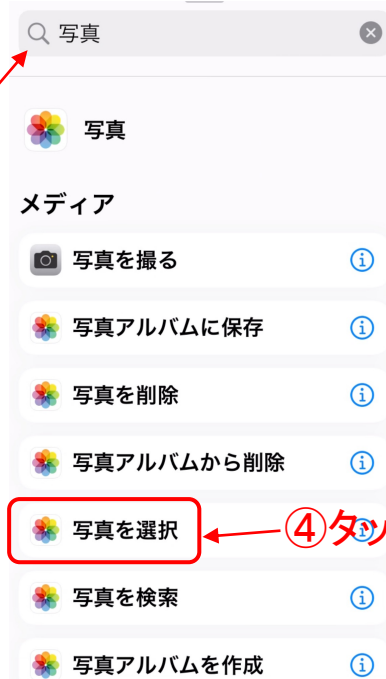 写真
写真
メディア
写真を撮る
写真アルバムに保存
写真を削除
写真アルバムから削除
写真を選択
④タッ
写真を検索
写真アルバムを作成